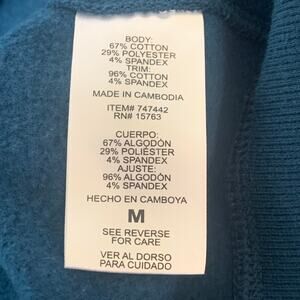 BODY:
67% COTTON
29% POLYESTER
4% SPANDEX
TRIM:
96% COTTON
4% SPANDEX
MADE IN CAMBODIA
ITEM# 747442
RN# 15763
CUERPO:
67% ALGODÓN
29% POLIÉSTER
4% SPANDEX
AJUSTE:
96% ALGODÓN
4% SPANDEX
HECHO EN CAMBOYA
M
SEE REVERSE
FOR CARE
VER AL DORSO
PARA CUIDADO